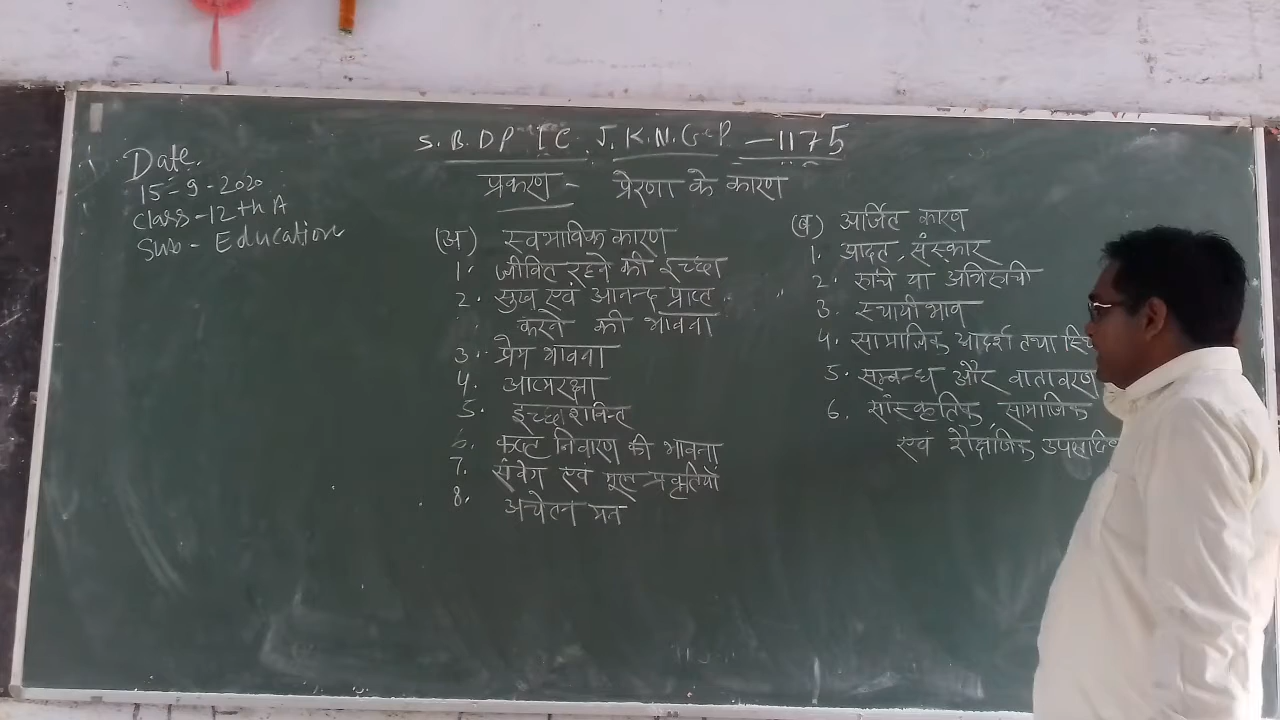 S. B. D P I C J. K. N. G P - 1175
प्रकरण - प्रेरणा के कारण
Date.
15-9-2020
Class-12th A
Sub- Education
(अ) स्वभाविक कारण
1. जीवित रहने की इच्छा
2. सुख एवं आनन्द प्राप्त
करने की भावना
3. प्रेम भावना
4. आत्मरक्षा
5. इच्छाशक्ति
6. कष्ट निवारण की भावना
7. संवेग एवं मूल प्रवृतियाँ
8. अचेतन मन
(ब) अर्जित कारण
1. आदत, संस्कार
2. रुचि या अभिरुचि
3. स्थायी भाव
4. सामाजिक आदर्श तथा
5. सम्बन्ध और वातावरण
6. सांस्कृतिक, सामाजिक
एवं शैक्षणिक